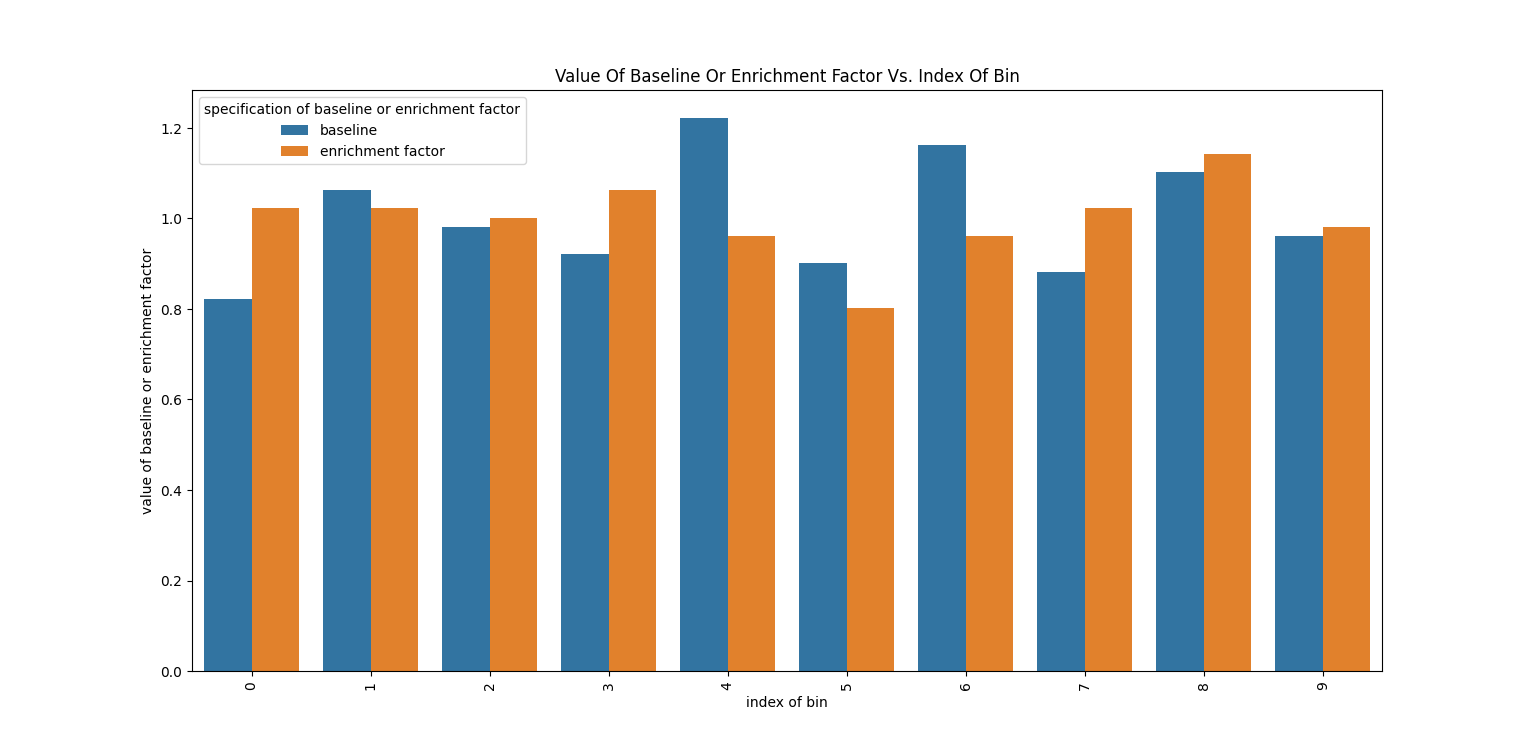 Value Of Baseline Or Enrichment Factor Vs. Index Of Bin
specification of baseline or enrichment factor
baseline
enrichment factor
value of baseline or enrichment factor
1.2
1.0
0.8
0.6
0.4
0.2
0.0
0 1 2 3 4 5 6 7 8 9
index of bin